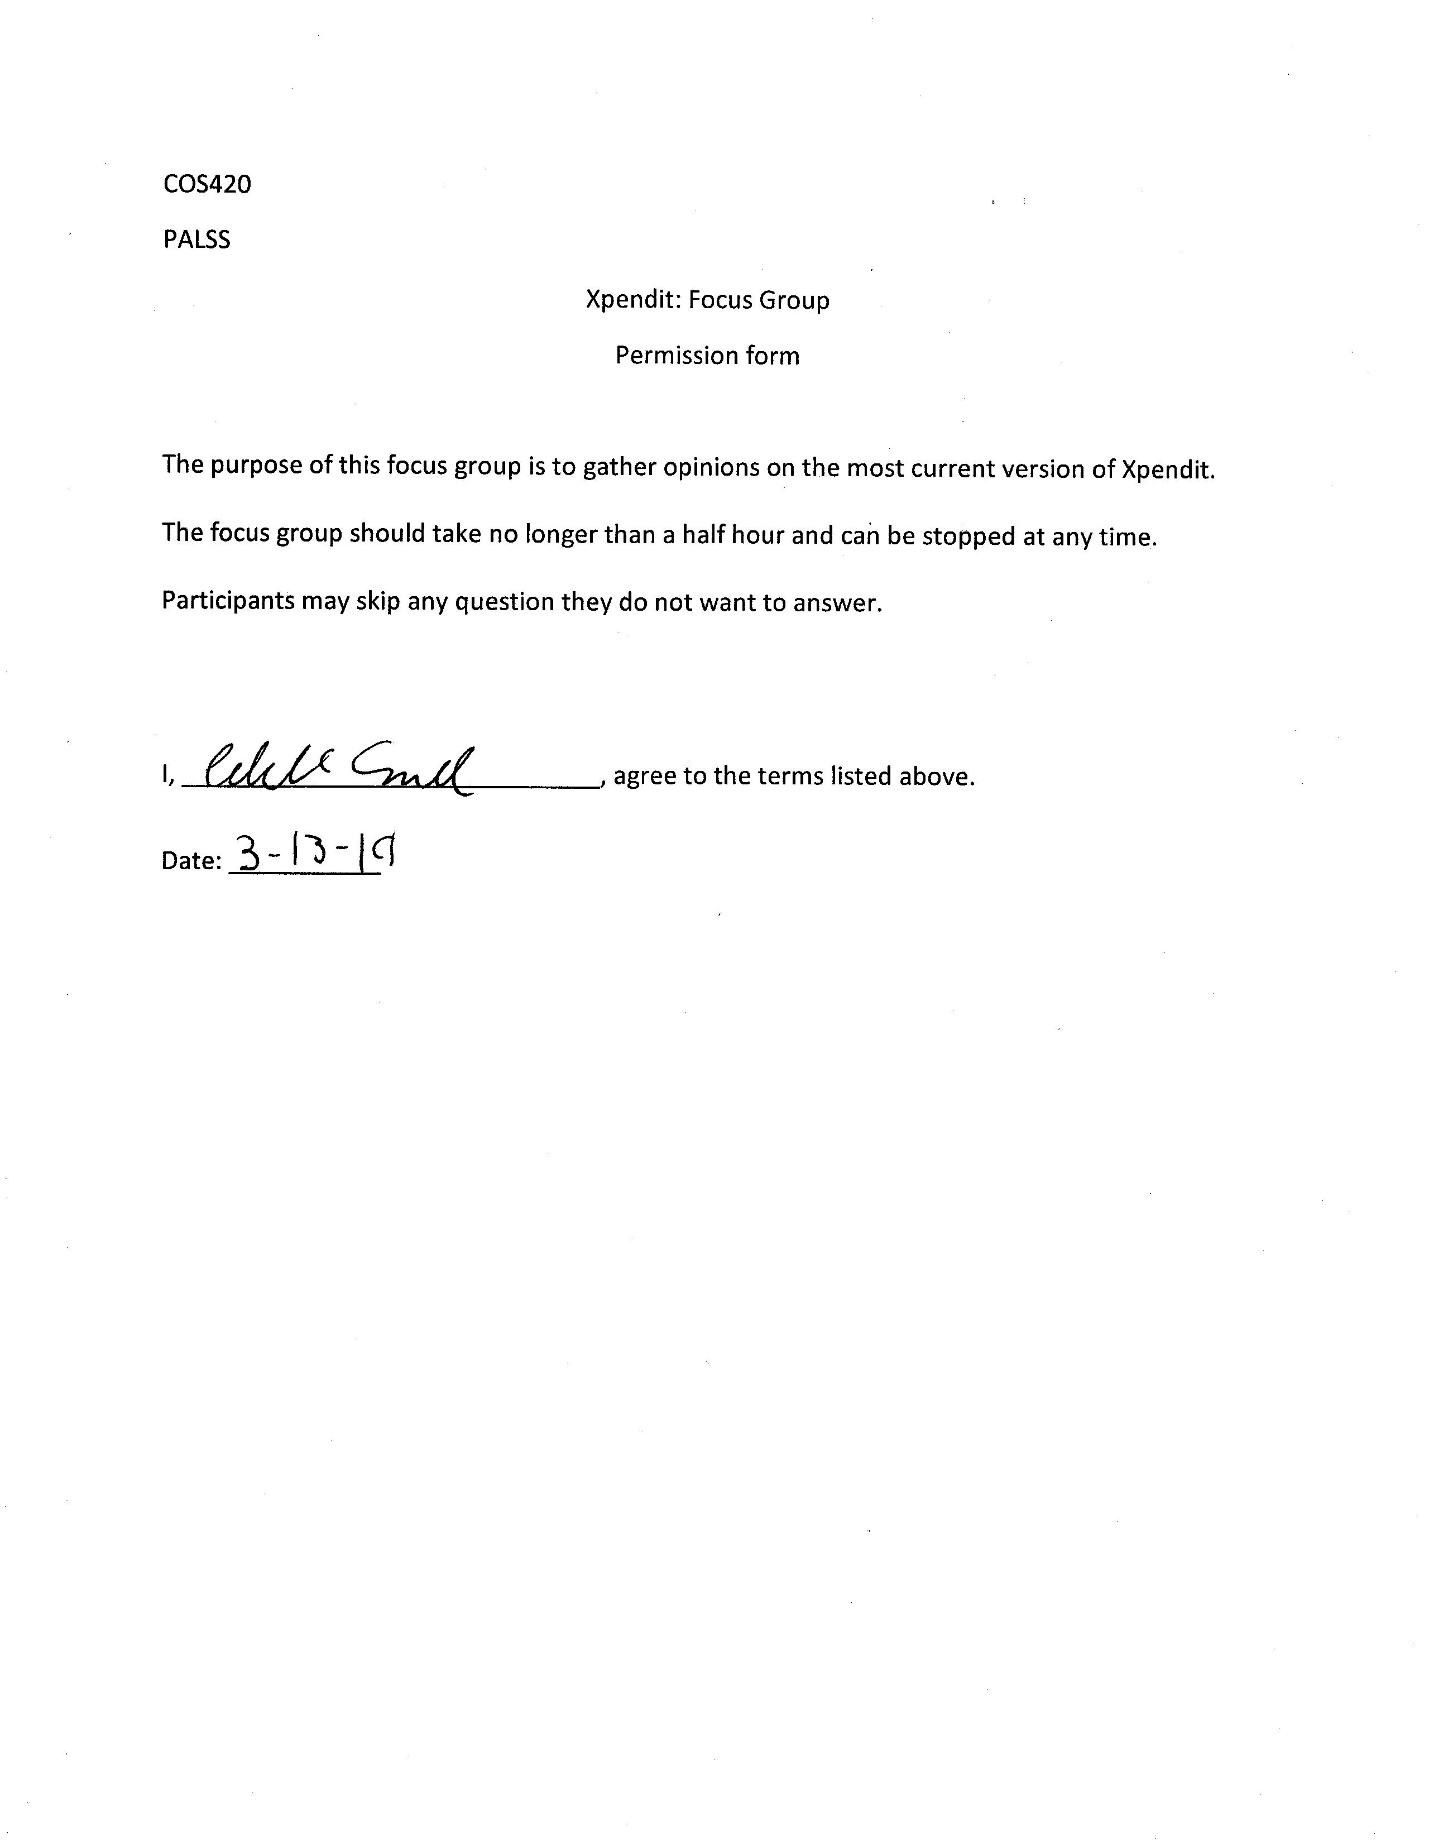 COS420
PALSS
Xpendit: Focus Group
Permission form
The purpose of this focus group is to gather opinions on the most current version of Xpendit.
The focus group should take no longer than a half hour and can be stopped at any time.
Participants may skip any question they do not want to answer.
I, , agree to the terms listed above.
Date: 3-13-19